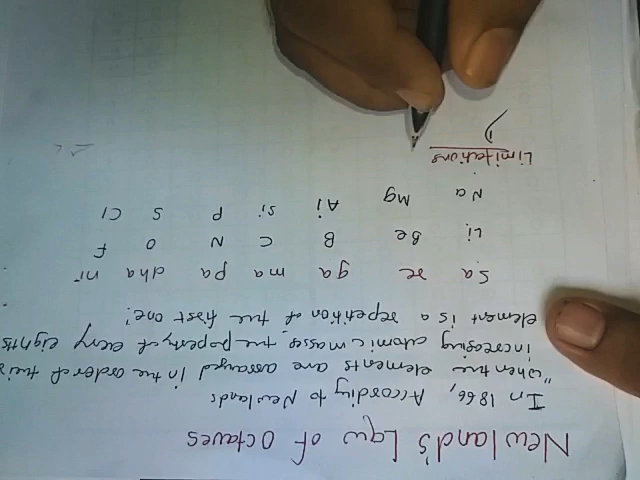 Newland's Law of Octaves
In 1866, According to Newlands
"when the elements are arranged in the order of their
increasing atomic masses, the property of every eights
element is a repetition of the first one".
Sa re ga ma pa dha ni
Li Be B C N O F
Na Mg Al Si P S Cl
Limitations
1)